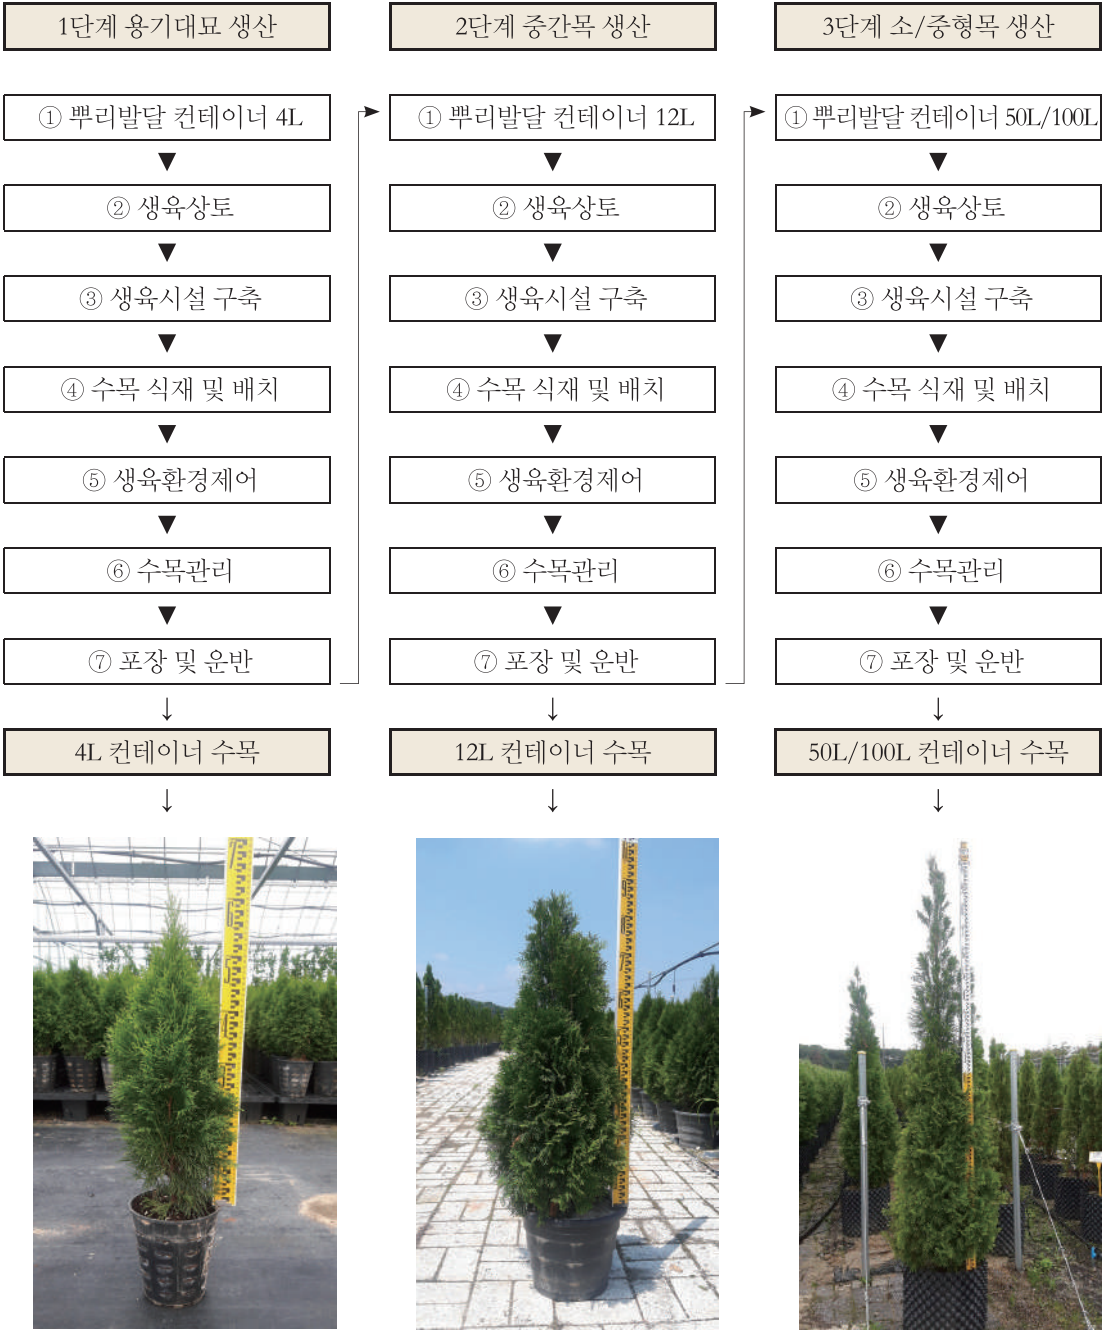 1단계 용기대묘 생산
① 뿌리발달 컨테이너 4L
② 생육상토
③ 생육시설 구축
④ 수목 식재 및 배치
⑤ 생육환경제어
⑥ 수목관리
⑦ 포장 및 운반
4L 컨테이너 수목
2단계 중간목 생산
① 뿌리발달 컨테이너 12L
② 생육상토
③ 생육시설 구축
④ 수목 식재 및 배치
⑤ 생육환경제어
⑥ 수목관리
⑦ 포장 및 운반
12L 컨테이너 수목
3단계 소/중형목 생산
① 뿌리발달 컨테이너 50L/100L
② 생육상토
③ 생육시설 구축
④ 수목 식재 및 배치
⑤ 생육환경제어
⑥ 수목관리
⑦ 포장 및 운반
50L/100L 컨테이너 수목